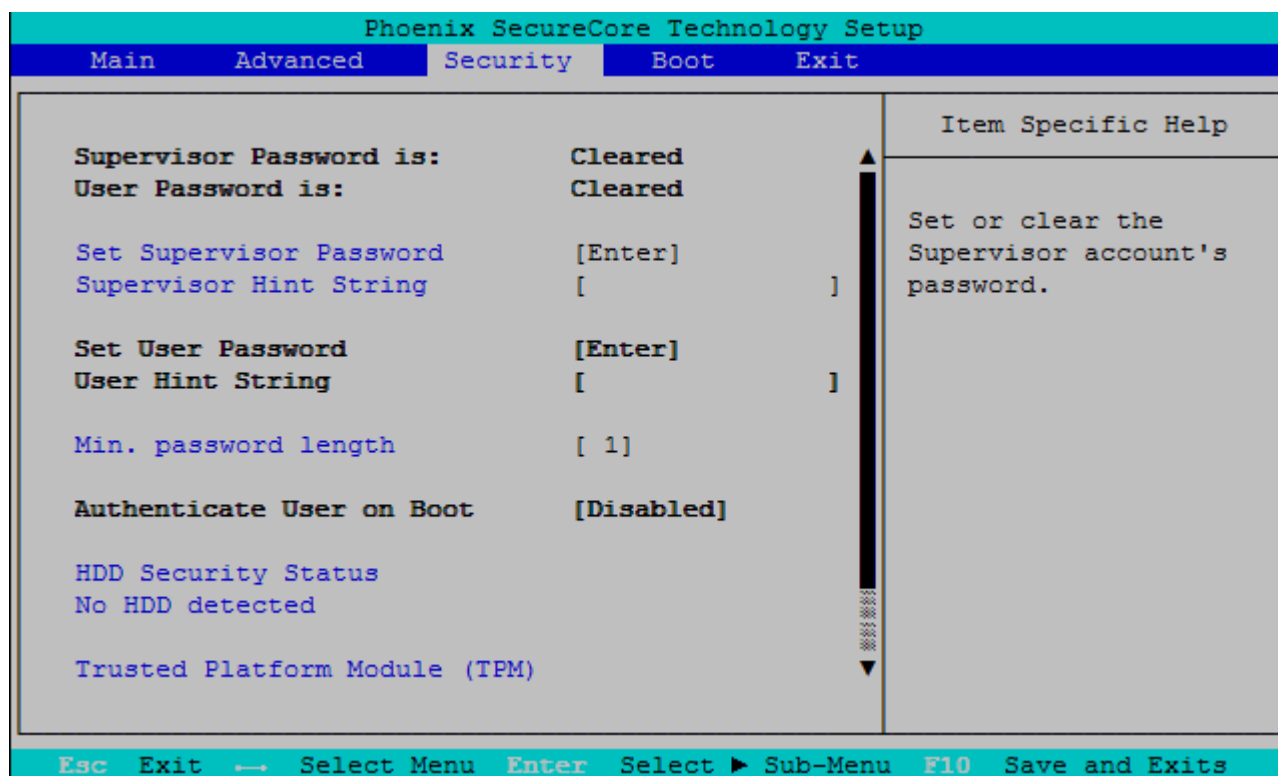 Phoenix SecureCore Technology Setup
Main Advanced Security Boot Exit
Item Specific Help
Supervisor Password is: Cleared
User Password is: Cleared
Set or clear the
Set Supervisor Password [Enter] Supervisor account's
Supervisor Hint String [ ] password.
Set User Password [Enter]
User Hint String [ ]
Min. password length [ 1]
Authenticate User on Boot [Disabled]
HDD Security Status
No HDD detected
Trusted Platform Module (TPM)
Esc Exit ←→ Select Menu Enter Select ▶ Sub-Menu F10 Save and Exits